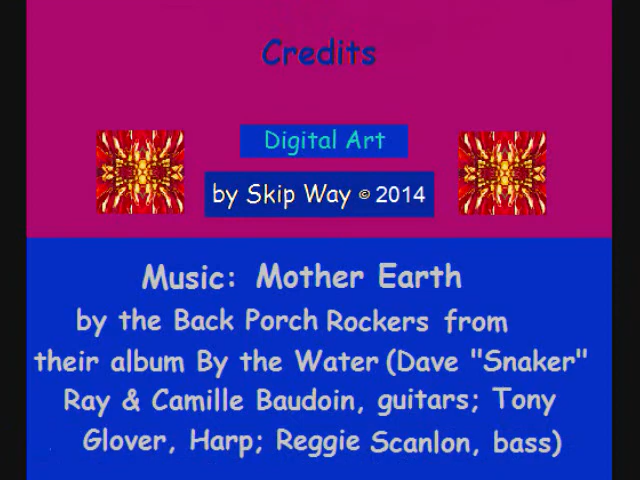 Credits
Digital Art
by Skip Way © 2014
Music: Mother Earth
by the Back Porch Rockers from
their album By the Water (Dave "Snaker"
Ray & Camille Baudoin, guitars; Tony
Glover, Harp; Reggie Scanlon, bass)